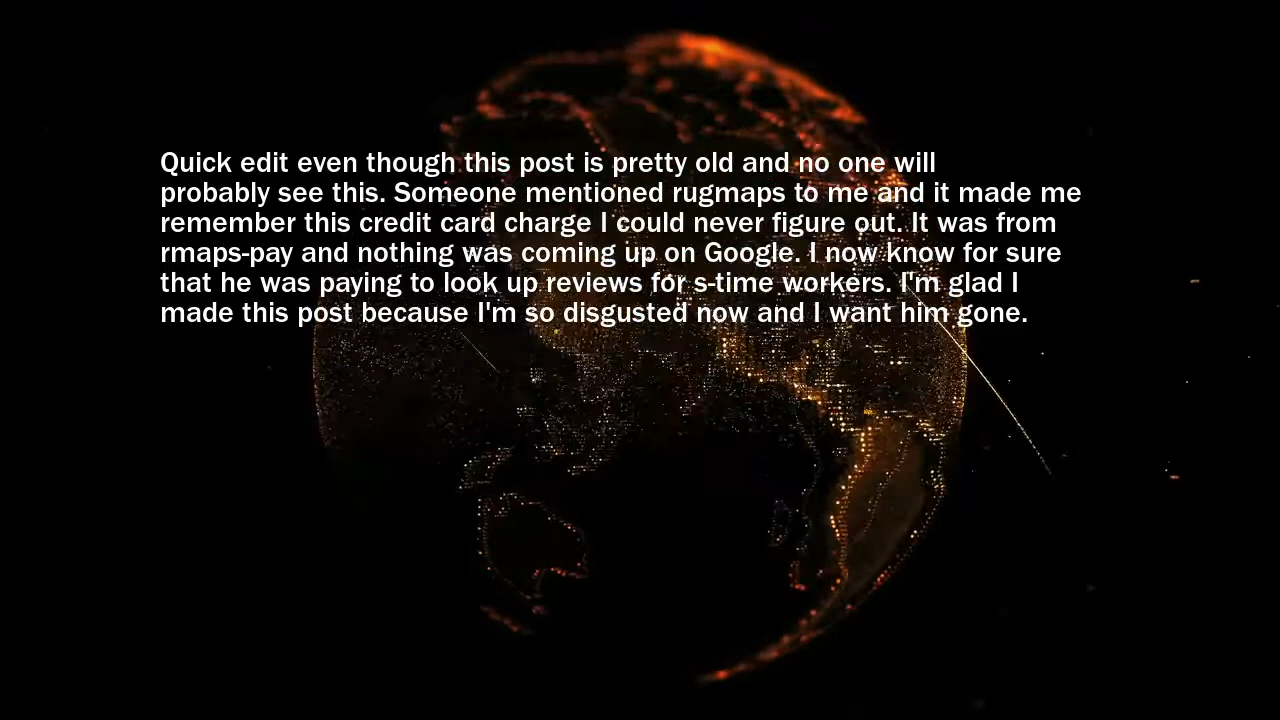 Quick edit even though this post is pretty old and no one will
probably see this. Someone mentioned rugmaps to me and it made me
remember this credit card charge I could never figure out. It was from
rmaps-pay and nothing was coming up on Google. I now know for sure
that he was paying to look up reviews for s-time workers. I'm glad I
made this post because I'm so disgusted now and I want him gone.